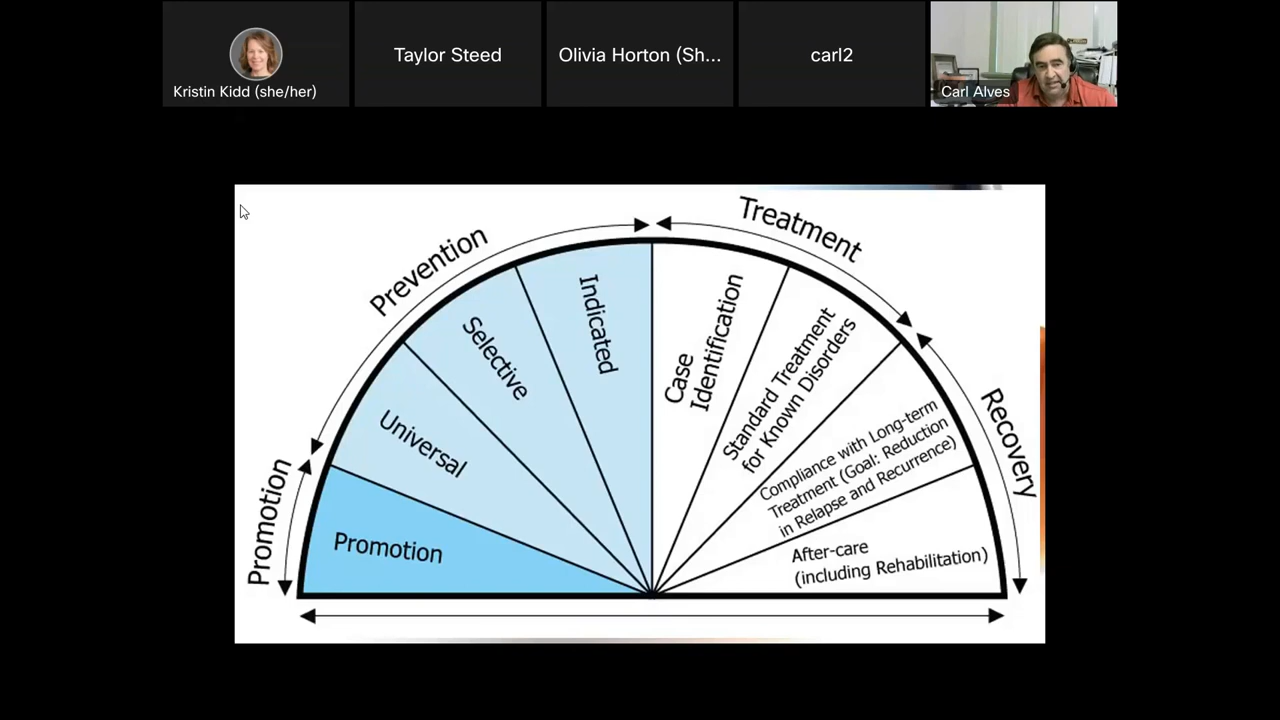 Kristin Kidd (she/her)
Taylor Steed
Olivia Horton (Sh...
carl2
Carl Alves
Promotion
Prevention
Treatment
Recovery
Promotion
Universal
Selective
Indicated
Case
Identification
Standard Treatment
for Known Disorders
Compliance with Long-term
Treatment (Goal: Reduction
in Relapse and Recurrence)
After-care
(including Rehabilitation)